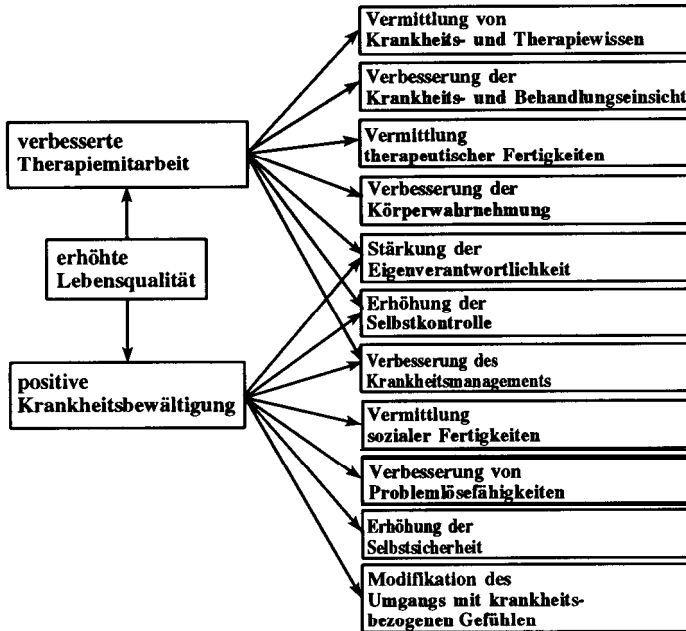 verbesserte
Therapiemitarbeit
erhöhte
Lebensqualität
positive
Krankheitsbewältigung
Vermittlung von
Krankheits- und Therapiewissen
Verbesserung der
Krankheits- und Behandlungseinsicht
Vermittlung
therapeutischer Fertigkeiten
Verbesserung der
Körperwahrnehmung
Stärkung der
Eigenverantwortlichkeit
Erhöhung der
Selbstkontrolle
Verbesserung des
Krankheitsmanagements
Vermittlung
sozialer Fertigkeiten
Verbesserung von
Problemlösefähigkeiten
Erhöhung der
Selbstsicherheit
Modifikation des
Umgangs mit krankheits-
bezogenen Gefühlen